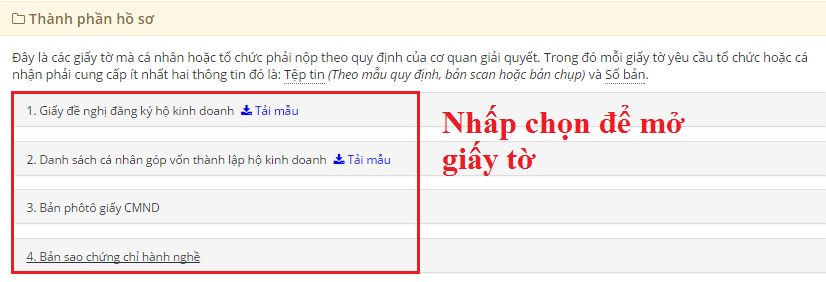 Thành phần hồ sơ
Đây là các giấy tờ mà cá nhân hoặc tổ chức phải nộp theo quy định của cơ quan giải quyết. Trong đó mỗi giấy tờ yêu cầu tổ chức hoặc cá
nhận phải cung cấp ít nhất hai thông tin đó là: Tệp tin (Theo mẫu quy định, bản scan hoặc bản chụp) và Số bản.
1. Giấy đề nghị đăng ký hộ kinh doanh Tải mẫu
2. Danh sách cá nhân góp vốn thành lập hộ kinh doanh Tải mẫu
3. Bản phôtô giấy CMND
4. Bản sao chứng chỉ hành nghề
Nhấp chọn để mở
giấy tờ